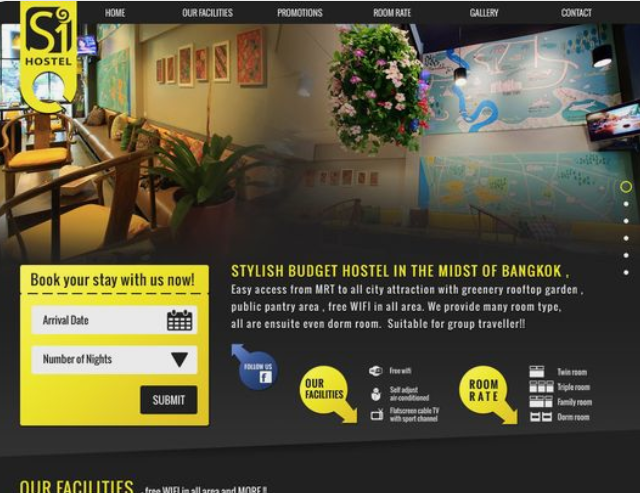 HOME
OUR FACILITIES
PROMOTIONS
ROOM RATE
GALLERY
CONTACT
S1
HOSTEL
Book your stay with us now!
Arrival Date
Number of Nights
SUBMIT
STYLISH BUDGET HOSTEL IN THE MIDST OF BANGKOK ,
Easy access from MRT to all city attraction with greenery rooftop garden ,
public pantry area , free WIFI in all area. We provide many room type,
all are ensuite even dorm room. Suitable for group traveller!!
FOLLOW US
f
OUR
FACILITIES
Free wifi
Self adjust
air-conditioned
Flatscreen cable TV
with sport channel
ROOM
RATE
Twin room
Triple room
Family room
Dorm room
OUR FACILITIES - free WIFI in all area and MORE !!